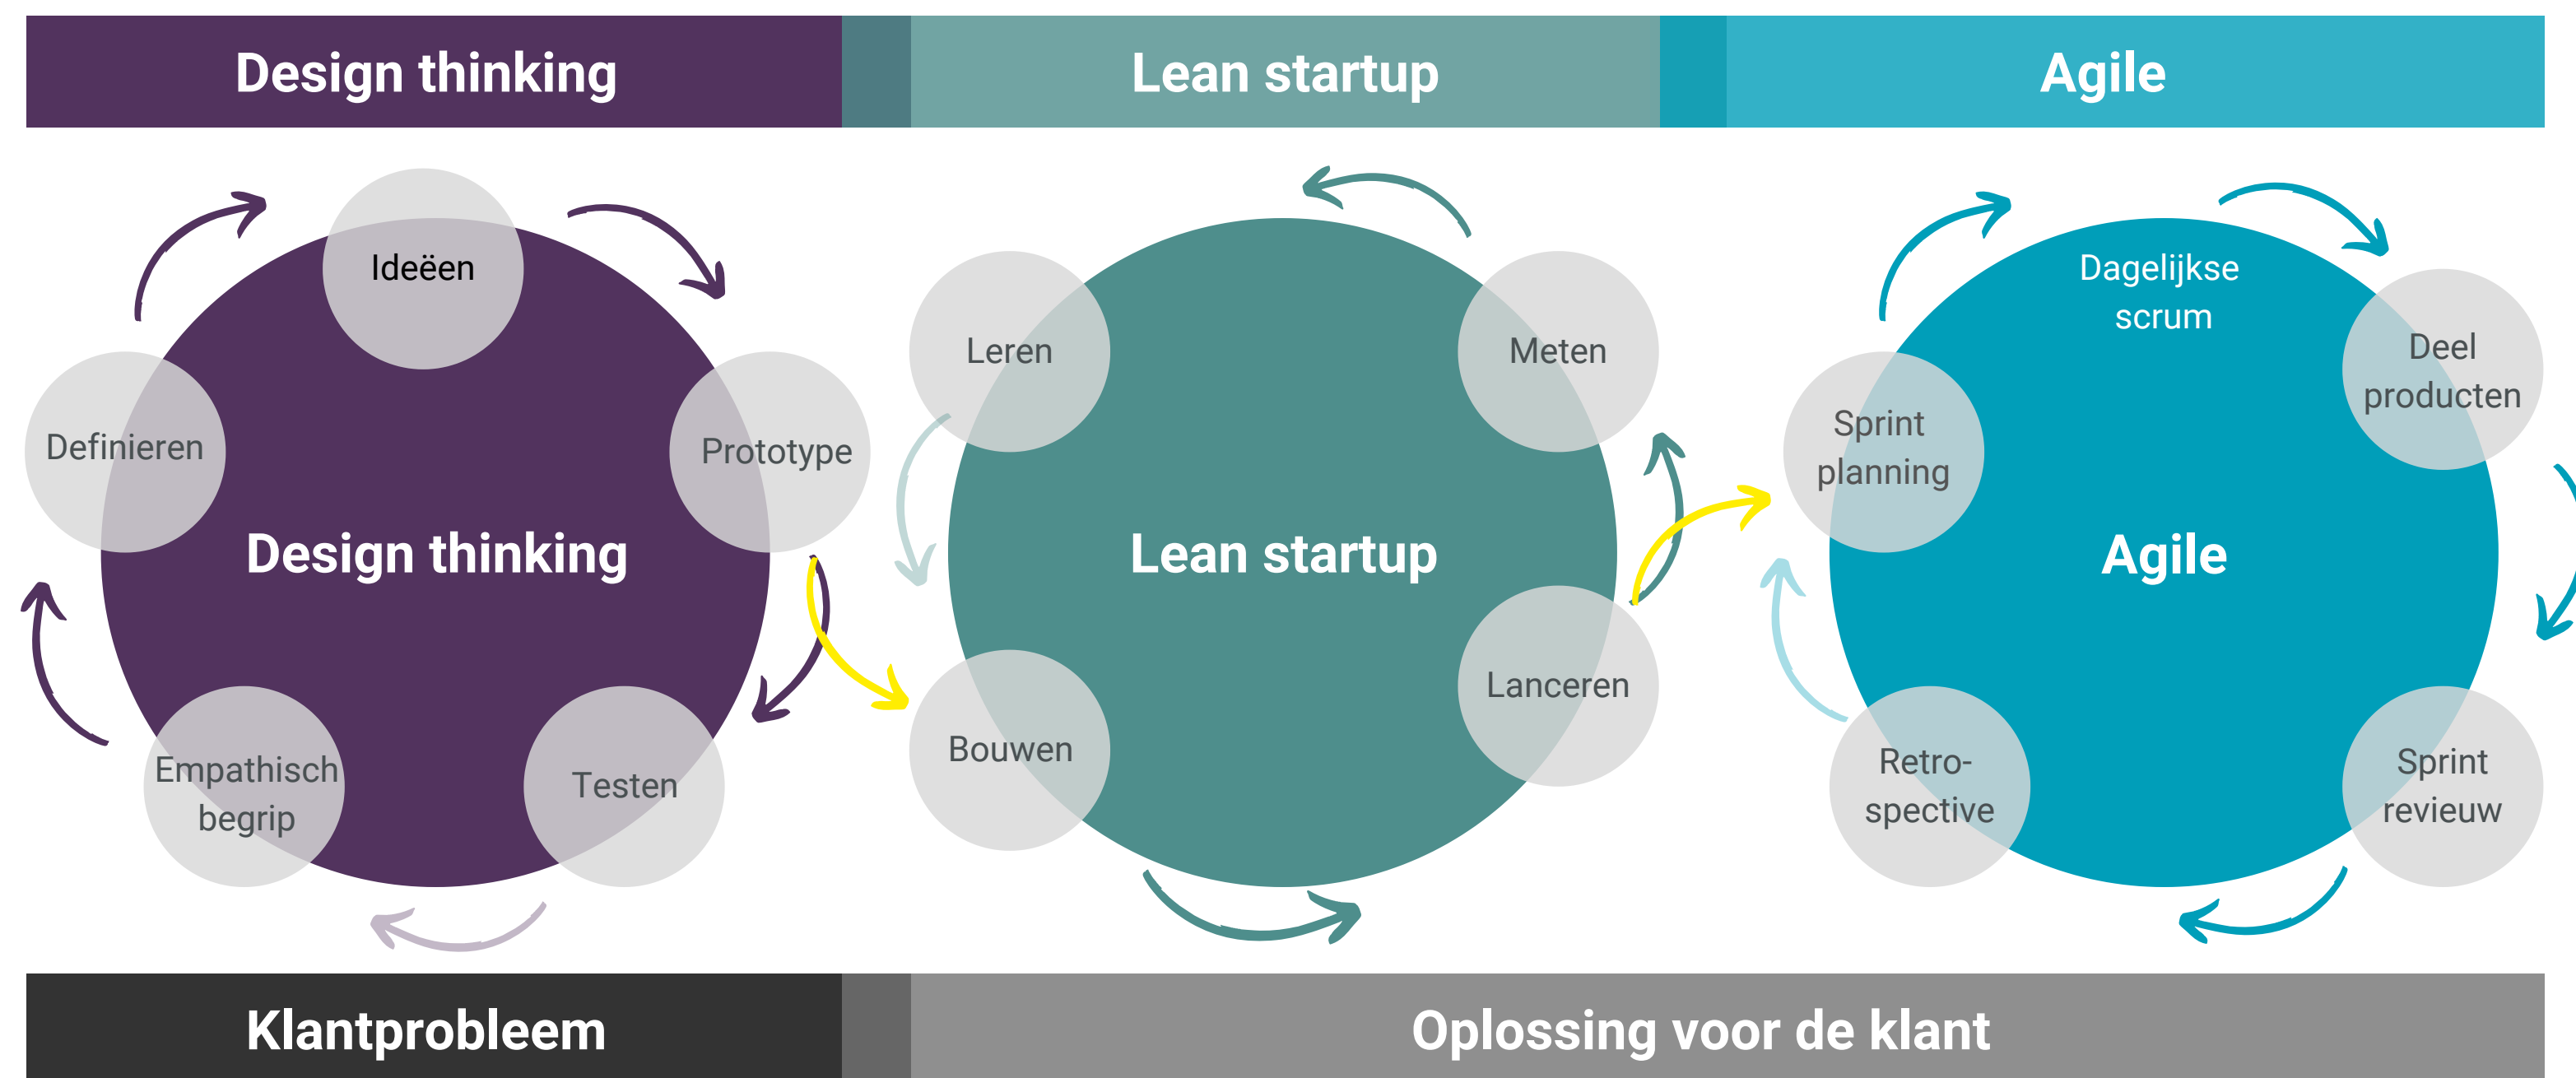 Design thinking
Lean startup
Agile
Ideëen
Definieren
Prototype
Design thinking
Empathisch
begrip
Testen
Leren
Meten
Lean startup
Bouwen
Lanceren
Dagelijkse
scrum
Deel
producten
Sprint
planning
Agile
Retro-
spective
Sprint
revieuw
Klantprobleem
Oplossing voor de klant